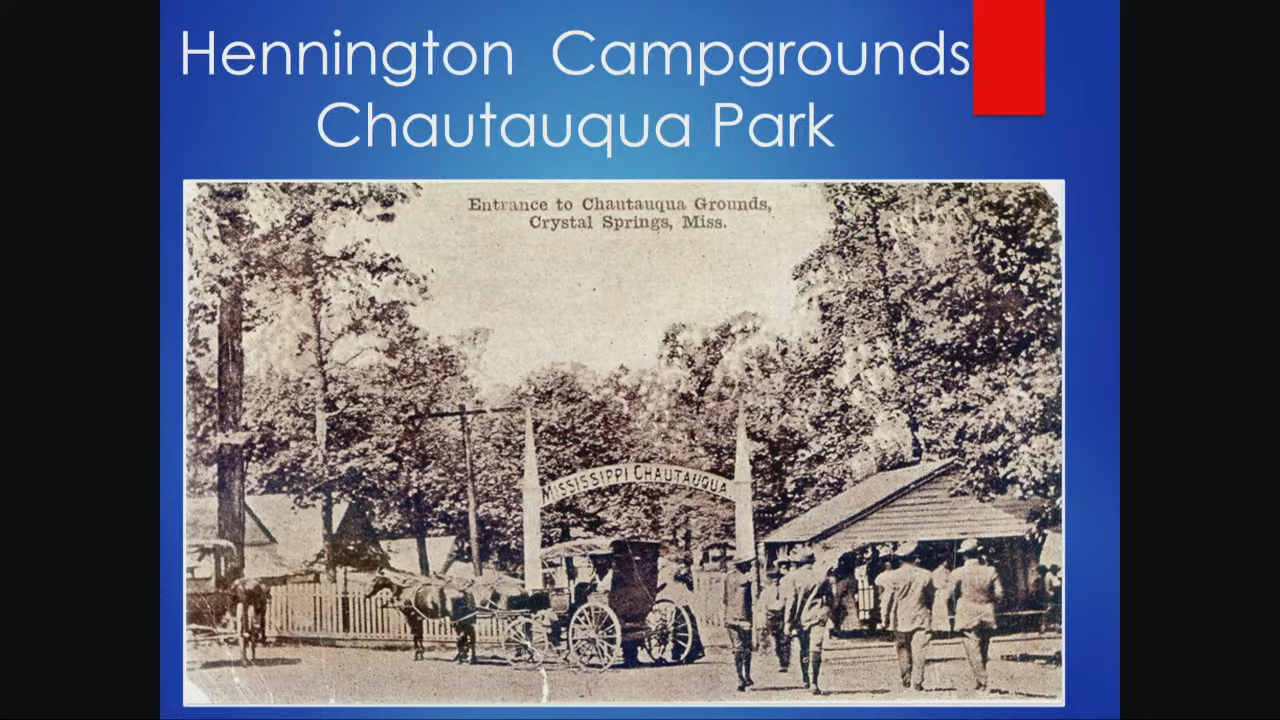 Hennington Campgrounds
Chautauqua Park
Entrance to Chautauqua Grounds,
Crystal Springs, Miss.
MISSISSIPPI CHAUTAUQUA